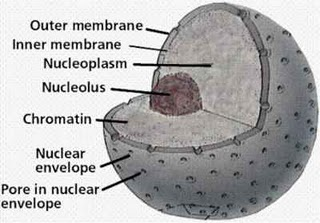 Outer membrane
Inner membrane
Nucleoplasm
Nucleolus
Chromatin
Nuclear
envelope
Pore in nuclear
envelope